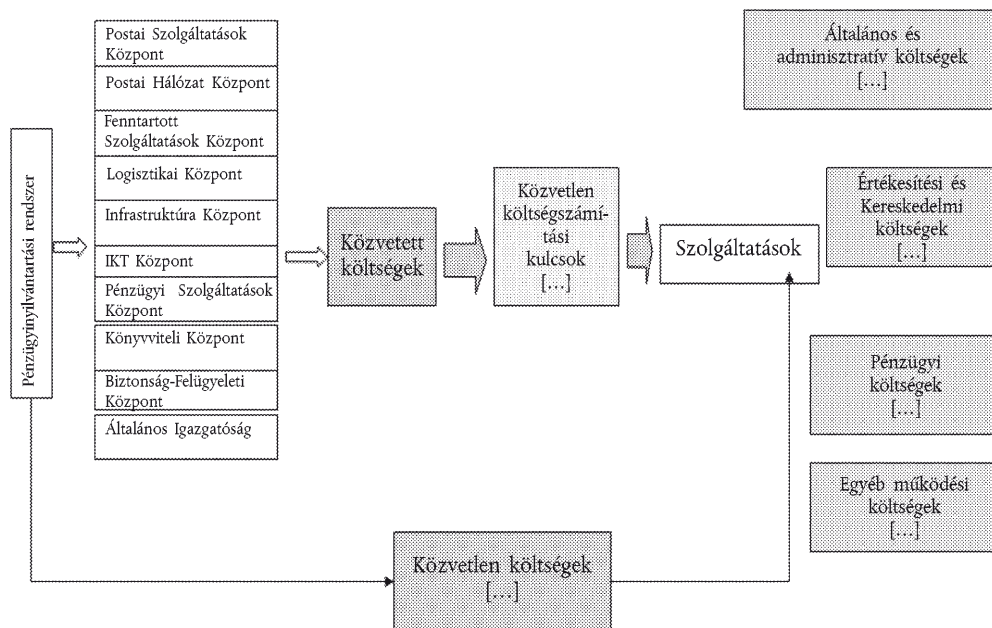 Pénzügyinyilvántartási rendszer
Postai Szolgáltatások
Központ
Postai Hálózat Központ
Fenntartott
Szolgáltatások Központ
Logisztikai Központ
Infrastruktúra Központ
IKT Központ
Pénzügyi Szolgáltatások
Központ
Könyvviteli Központ
Biztonság-Felügyeleti
Központ
Általános Igazgatóság
Közvetett
költségek
Közvetlen
költségszámí-
tási
kulcsok
[…]
Szolgáltatások
Közvetlen költségek
[…]
Általános és
adminisztratív költségek
[…]
Értékesítési és
Kereskedelmi
költségek
[…]
Pénzügyi
költségek
[…]
Egyéb működési
költségek
[…]